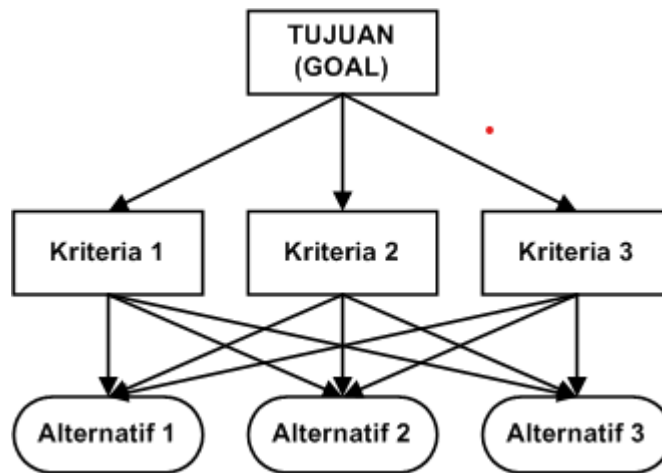 TUJUAN
(GOAL)
Kriteria 1
Kriteria 2
Kriteria 3
Alternatif 1
Alternatif 2
Alternatif 3